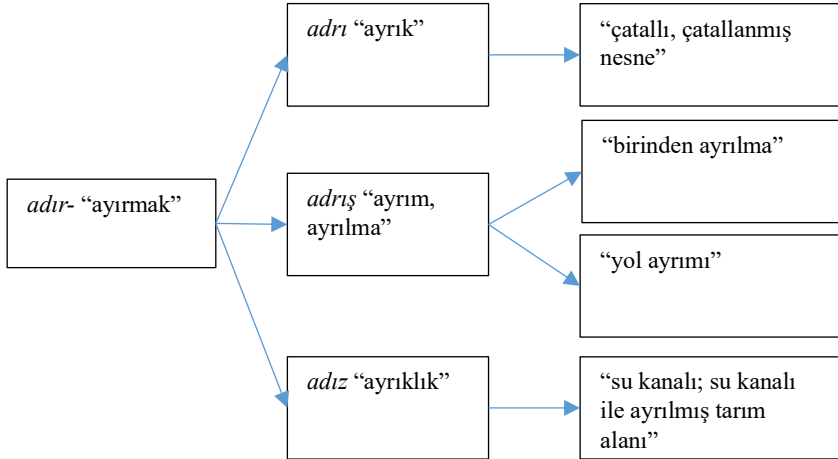 adrı “ayrık”
“çatallı, çatallanmış
nesne”
“birinden ayrılma”
adır- “ayırmak”
adrış “ayrım,
ayrılma”
“yol ayrımı”
adız “ayrıklık”
“su kanalı; su kanalı
ile ayrılmış tarım
alanı”